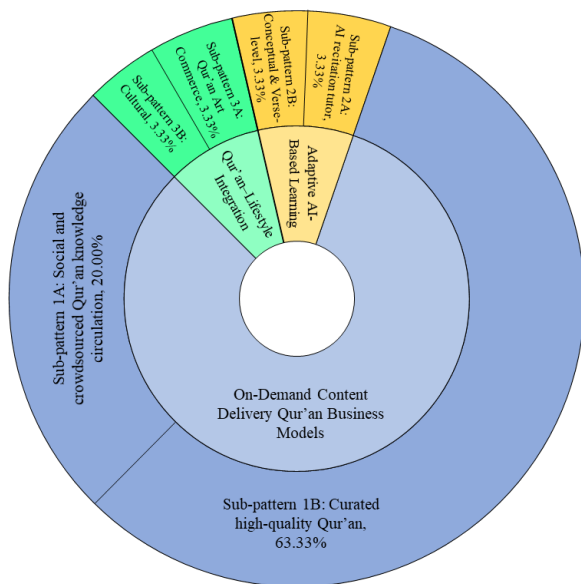 Sub-pattern 3B:
Cultural, 3.33%
Sub-pattern 3A:
Qur’an Art
Commerce, 3.33%
Sub-pattern 2B:
Conceptual & Verse-
level, 3.33%
Sub-pattern 2A:
AI recitation tutor,
3.33%
Qur’an–Lifestyle
Integration
Adaptive AI-
Based Learning
Sub-pattern 1A: Social and
crowdsourced Qur’an knowledge
circulation, 20.00%
On-Demand Content
Delivery Qur’an Business
Models
Sub-pattern 1B: Curated
high-quality Qur’an,
63.33%